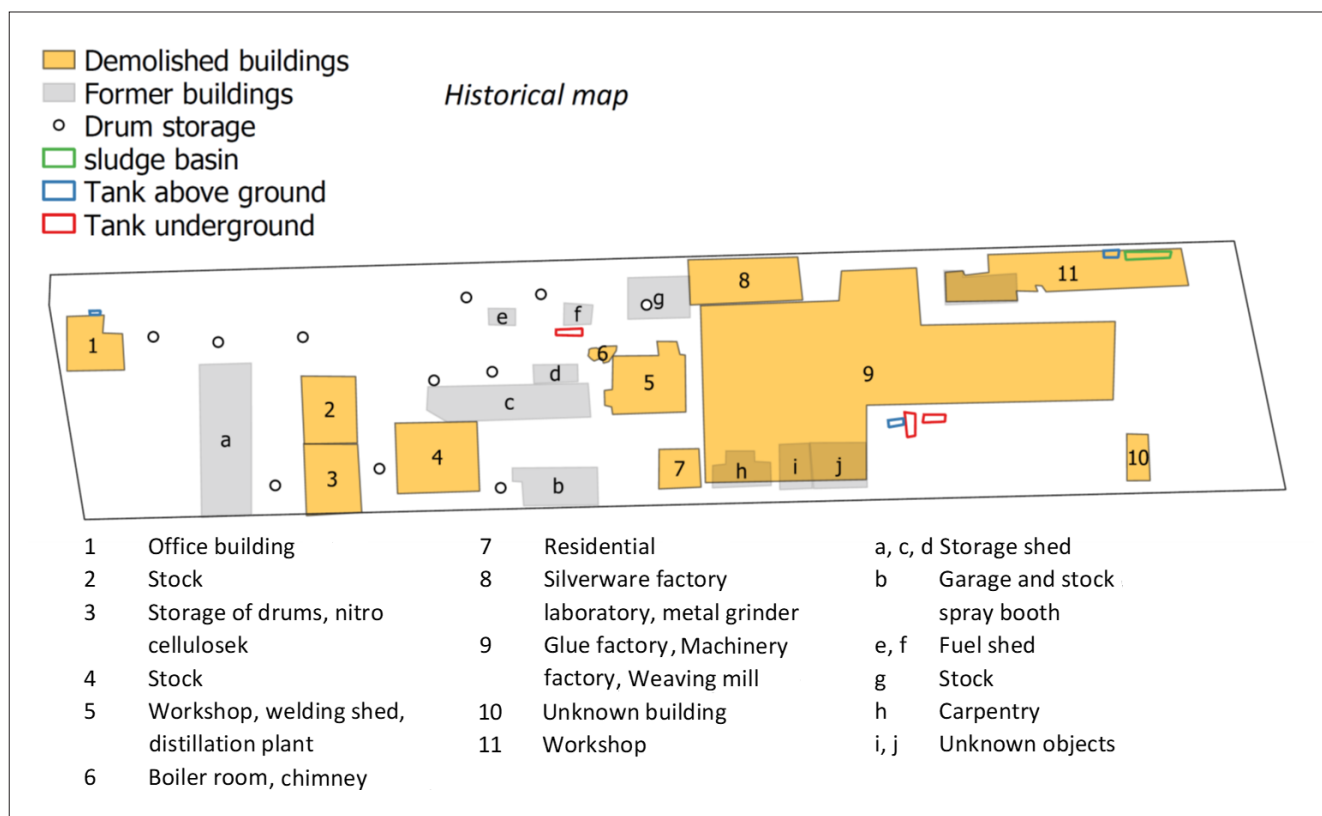 Demolished buildings
Former buildings
Historical map
Drum storage
sludge basin
Tank above ground
Tank underground
1
2
3
4
5
6
7
8
9
10
11
a
b
c
d
e
f
g
h
i
j
1 Office building
2 Stock
3 Storage of drums, nitro
cellulosek
4 Stock
5 Workshop, welding shed,
distillation plant
6 Boiler room, chimney
7 Residential
8 Silverware factory
laboratory, metal grinder
9 Glue factory, Machinery
factory, Weaving mill
10 Unknown building
11 Workshop
a, c, d Storage shed
b Garage and stock
spray booth
e, f Fuel shed
g Stock
h Carpentry
i, j Unknown objects